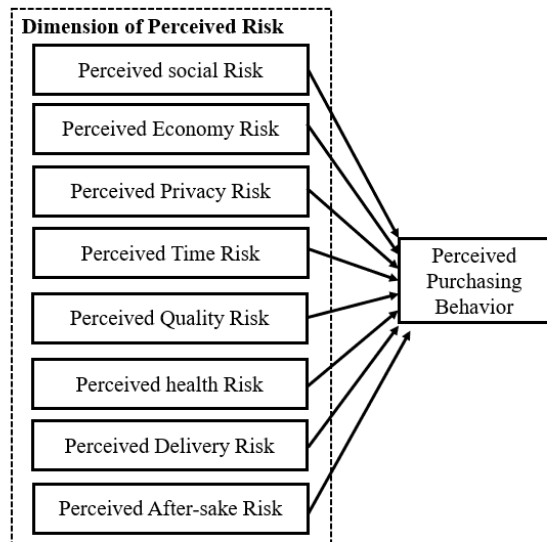 Dimension of Perceived Risk
Perceived social Risk
Perceived Economy Risk
Perceived Privacy Risk
Perceived Time Risk
Perceived Quality Risk
Perceived health Risk
Perceived Delivery Risk
Perceived After-sake Risk
Perceived
Purchasing
Behavior